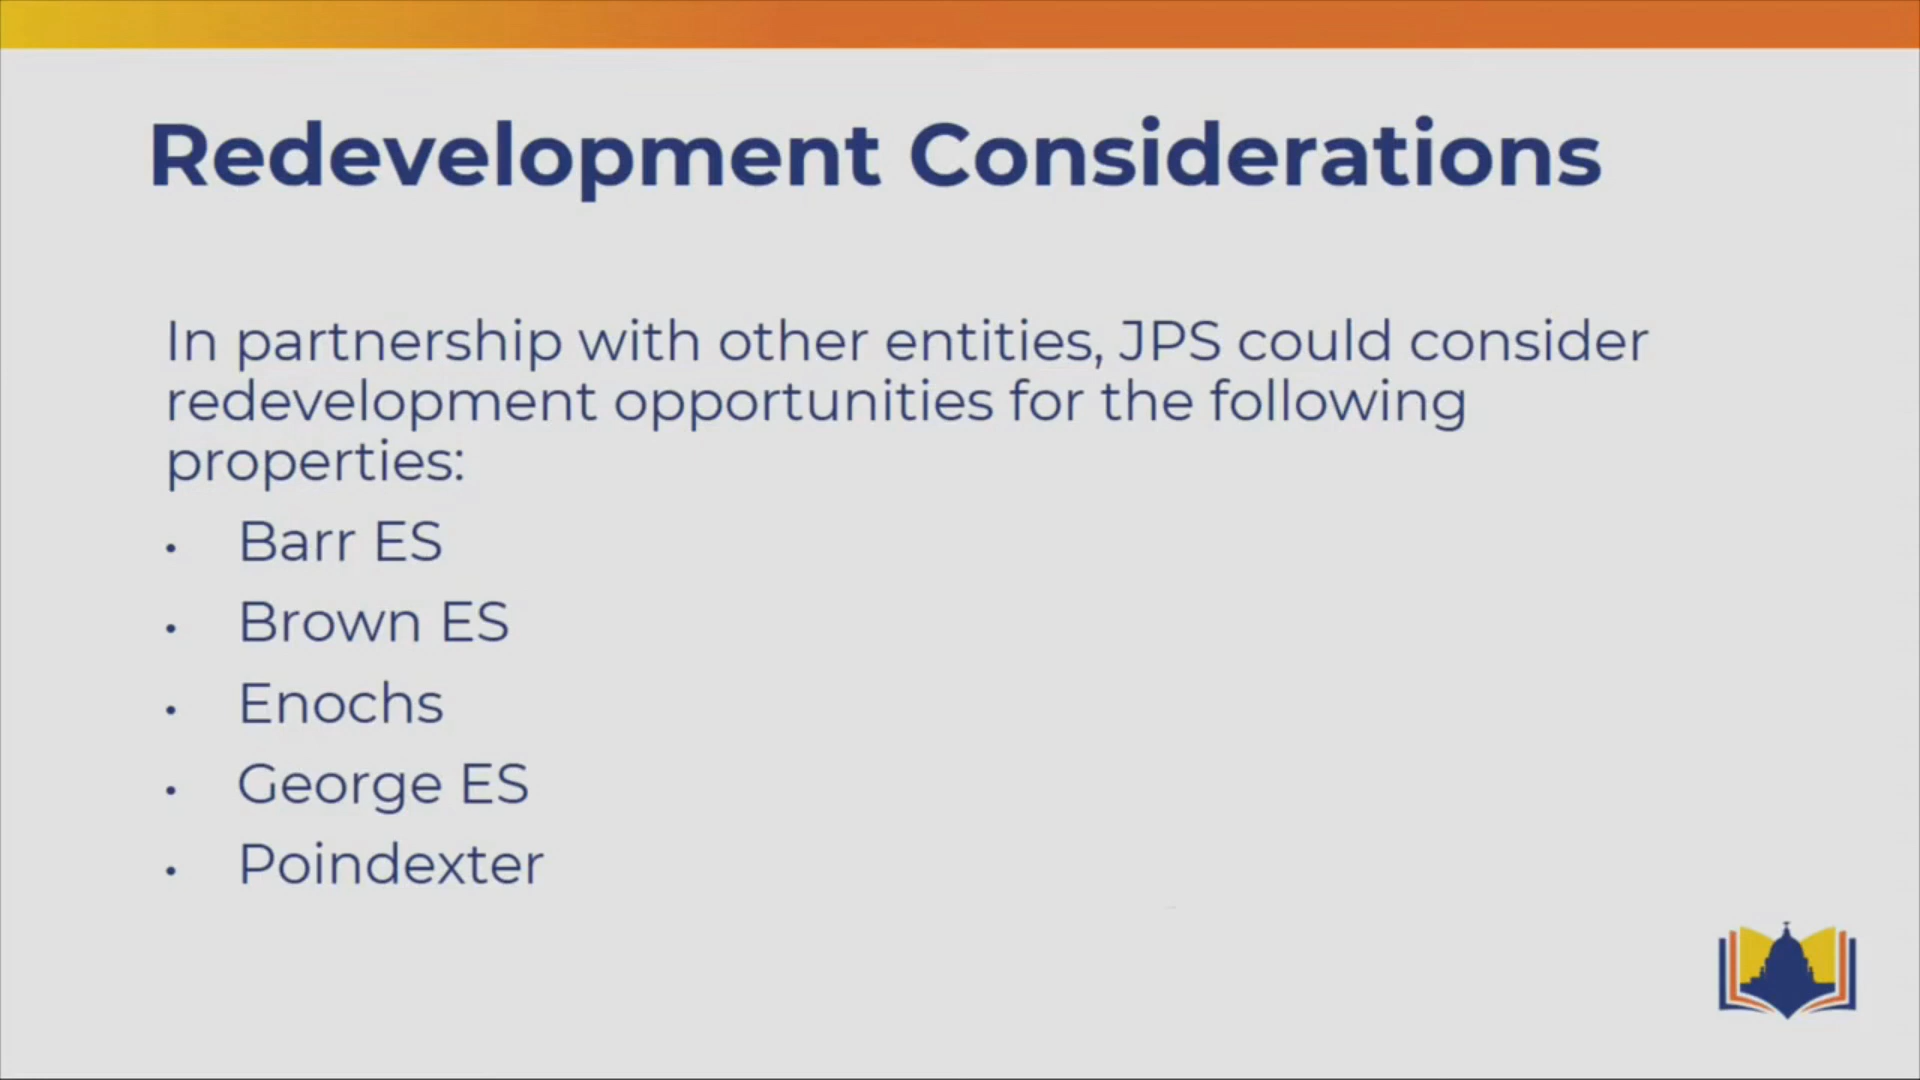 Redevelopment Considerations
In partnership with other entities, JPS could consider
redevelopment opportunities for the following
properties:
• Barr ES
• Brown ES
• Enochs
• George ES
• Poindexter